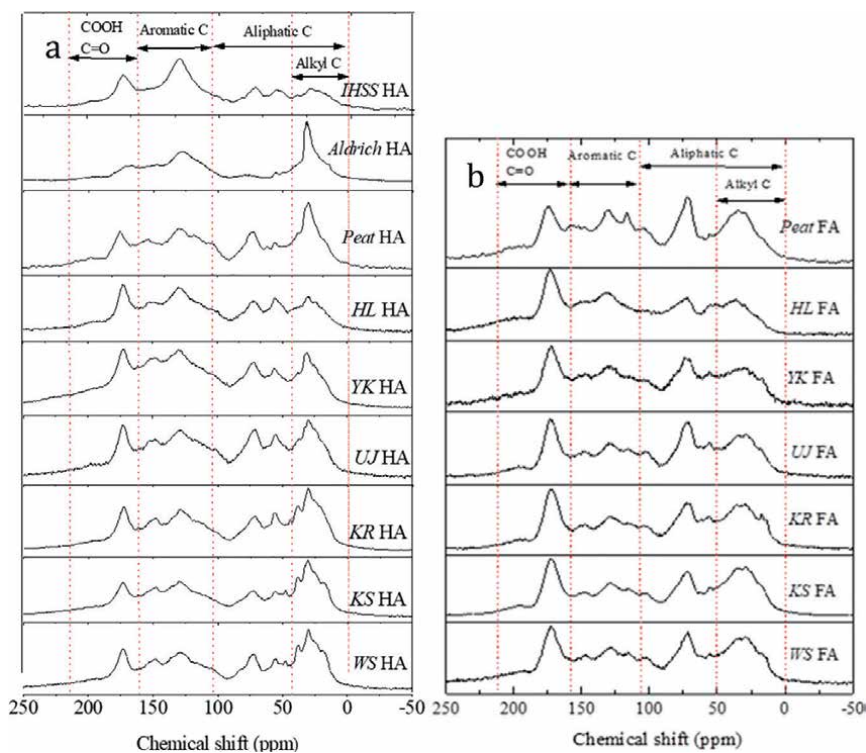 a
COOH
C=O
Aromatic C
Aliphatic C
Alkyl C
IHSS HA
Aldrich HA
Peat HA
HL HA
YK HA
UJ HA
KR HA
KS HA
WS HA
250 200 150 100 50 0 -50
Chemical shift (ppm)
b
COOH
C=O
Aromatic C
Aliphatic C
Alkyl C
Peat FA
HL FA
YK FA
UJ FA
KR FA
KS FA
WS FA
250 200 150 100 50 0 -50
Chemical shift (ppm)